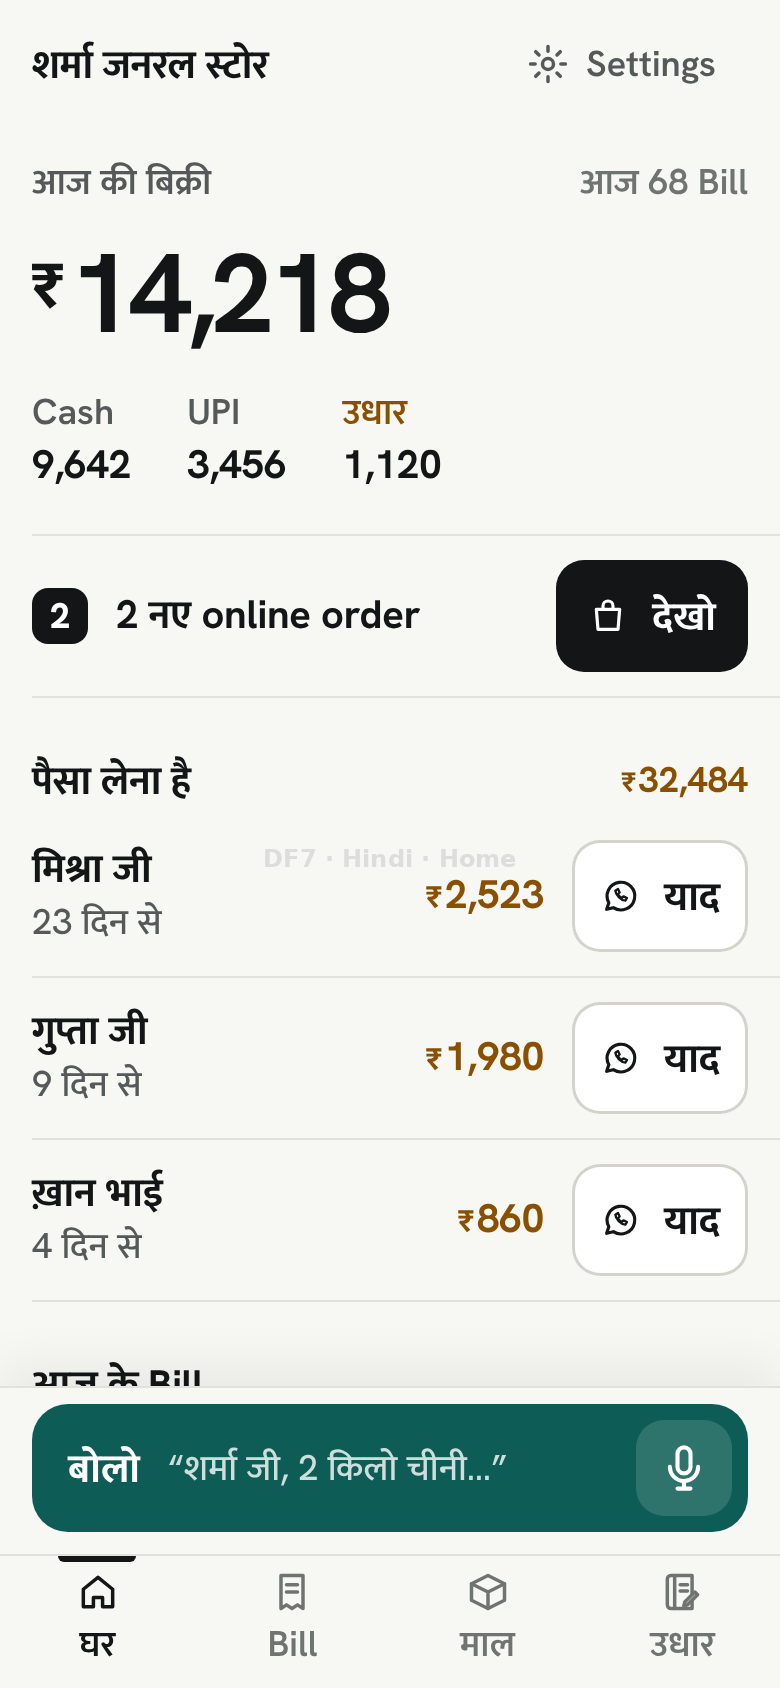 शर्मा जनरल स्टोर
Settings
आज की बिक्री
आज 68 Bill
₹14,218
Cash UPI उधार
9,642 3,456 1,120
2 2 नए online order देखो
पैसा लेना है ₹32,484
DF7 · Hindi · Home
मिश्रा जी
23 दिन से
₹2,523 याद
गुप्ता जी
9 दिन से
₹1,980 याद
ख़ान भाई
4 दिन से
₹860 याद
आज के Bill
बोलो “शर्मा जी, 2 किलो चीनी...”
घर Bill माल उधार